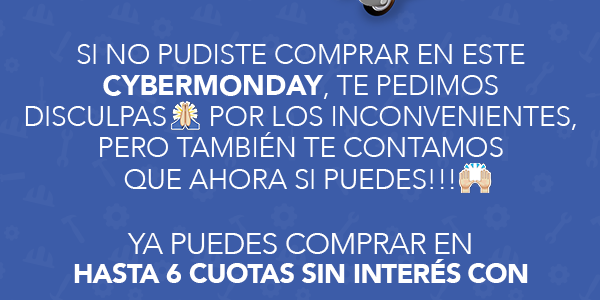 SI NO PUDISTE COMPRAR EN ESTE
CYBERMONDAY, TE PEDIMOS
DISCULPAS🙏🏻 POR LOS INCONVENIENTES,
PERO TAMBIÉN TE CONTAMOS
QUE AHORA SI PUEDES!!!🙌🏻
YA PUEDES COMPRAR EN
HASTA 6 CUOTAS SIN INTERÉS CON